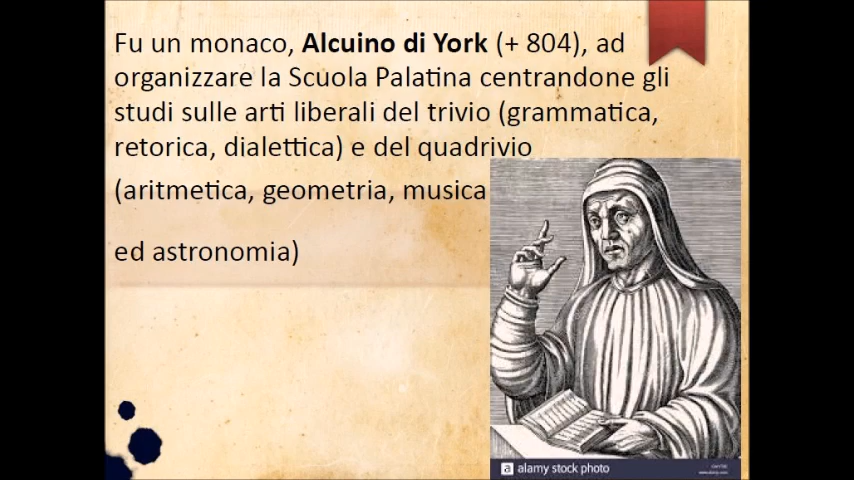 Fu un monaco, Alcuino di York (+ 804), ad
organizzare la Scuola Palatina centrandone gli
studi sulle arti liberali del trivio (grammatica,
retorica, dialettica) e del quadrivio
(aritmetica, geometria, musica
ed astronomia)
a alamy stock photo